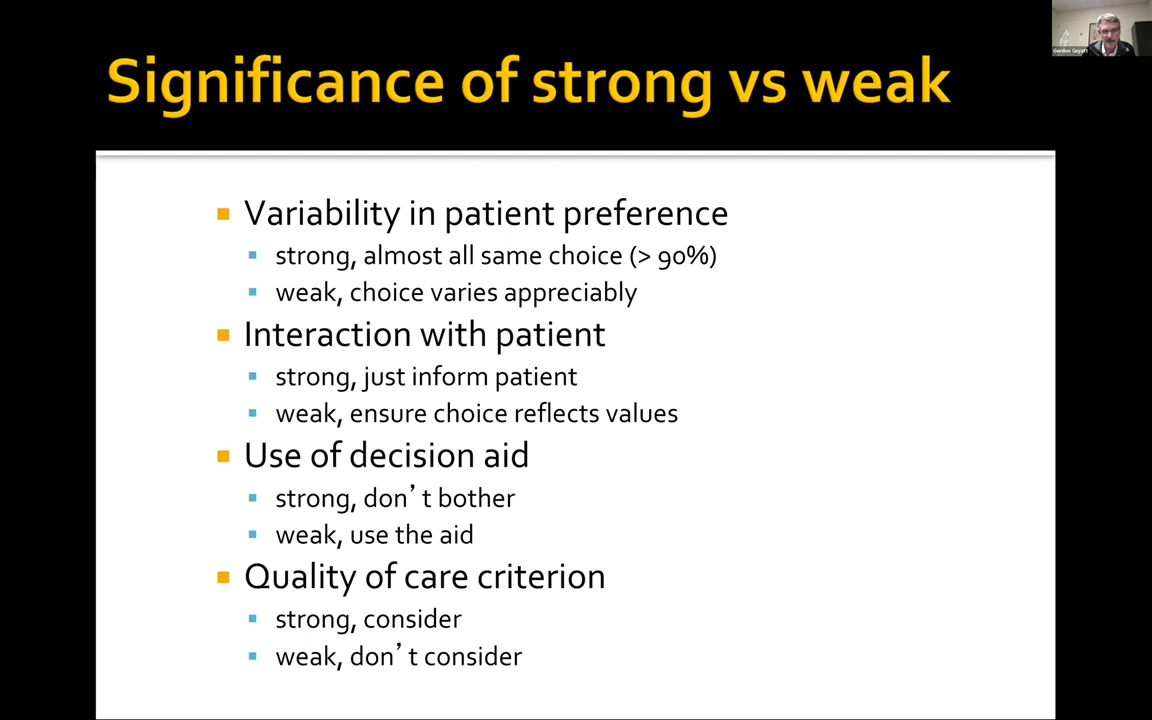 Gordon Guyatt
Significance of strong vs weak
Variability in patient preference
strong, almost all same choice (> 90%)
weak, choice varies appreciably
Interaction with patient
strong, just inform patient
weak, ensure choice reflects values
Use of decision aid
strong, don’t bother
weak, use the aid
Quality of care criterion
strong, consider
weak, don’t consider